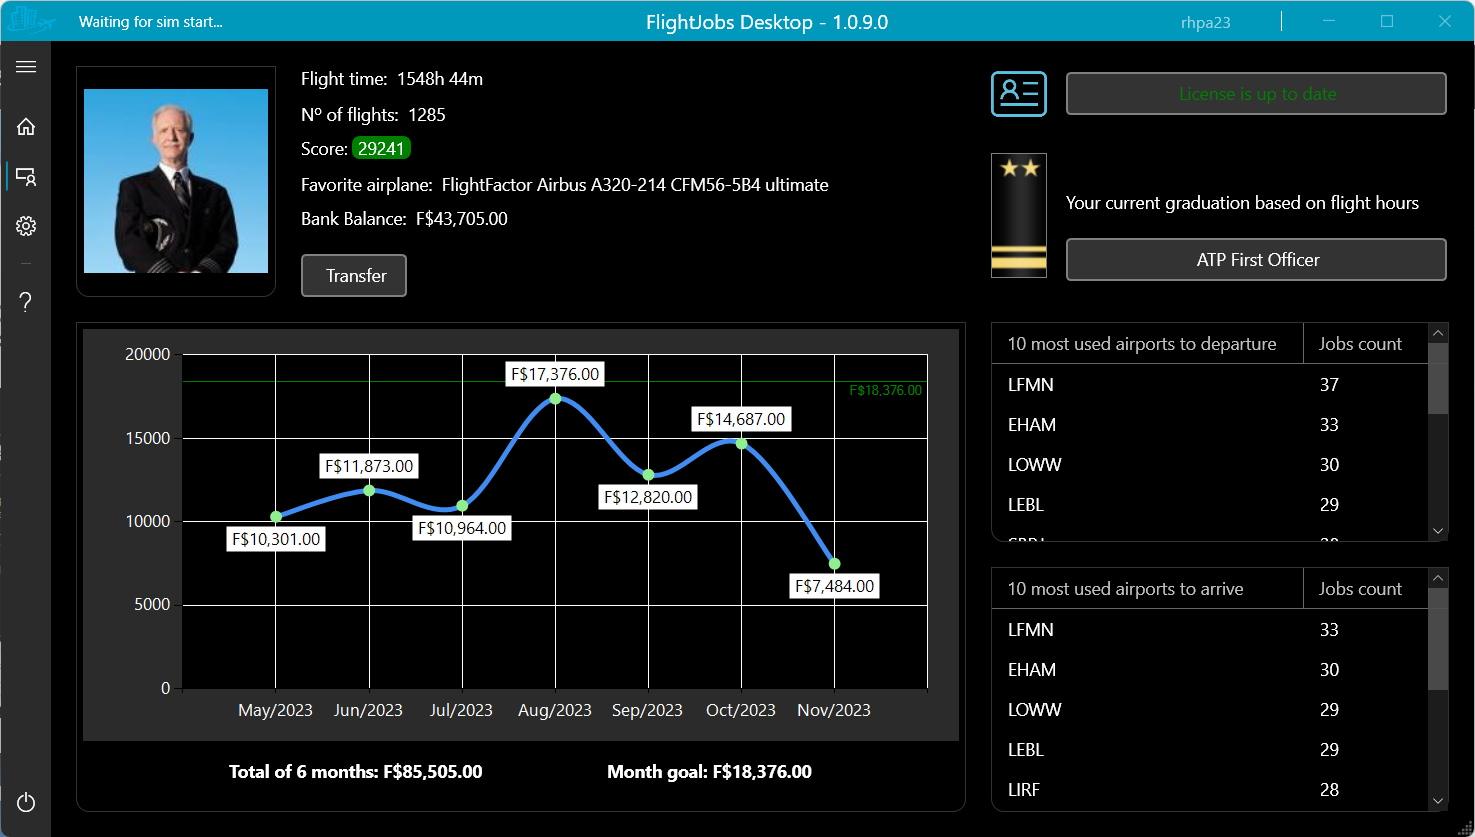 Waiting for sim start...
FlightJobs Desktop - 1.0.9.0
rhpa23
Flight time: 1548h 44m
Nº of flights: 1285
Score: 29241
Favorite airplane: FlightFactor Airbus A320-214 CFM56-5B4 ultimate
Bank Balance: F$43,705.00
Transfer
License is up to date
Your current graduation based on flight hours
ATP First Officer
20000
15000
10000
5000
0
F$18,376.00
F$10,301.00
F$11,873.00
F$10,964.00
F$17,376.00
F$12,820.00
F$14,687.00
F$7,484.00
May/2023 Jun/2023 Jul/2023 Aug/2023 Sep/2023 Oct/2023 Nov/2023
Total of 6 months: F$85,505.00 Month goal: F$18,376.00
10 most used airports to departure Jobs count
LFMN 37
EHAM 33
LOWW 30
LEBL 29
10 most used airports to arrive Jobs count
LFMN 33
EHAM 30
LOWW 29
LEBL 29
LIRF 28